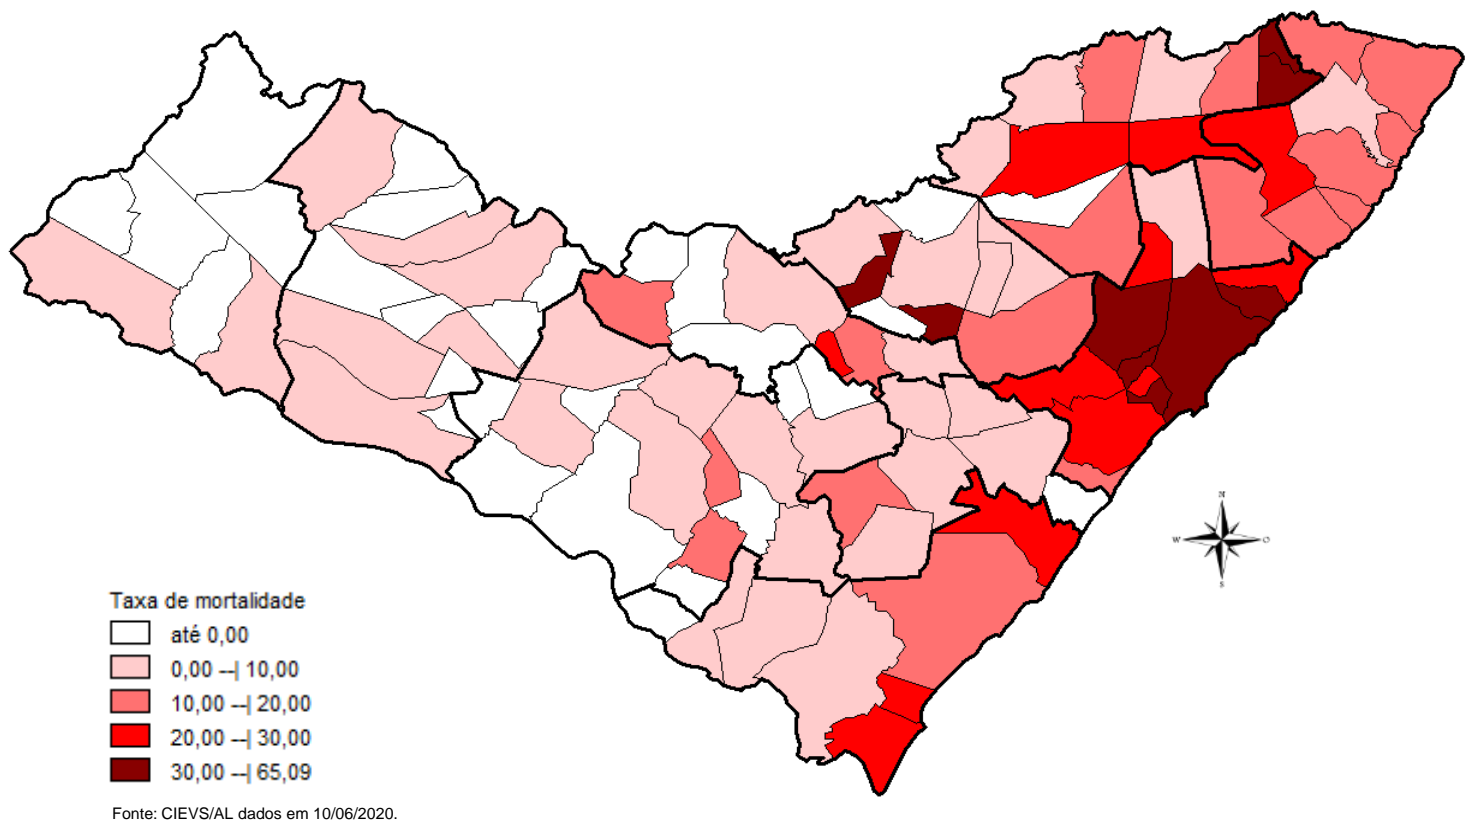 N
W
O
S
Taxa de mortalidade
até 0,00
0,00 --| 10,00
10,00 --| 20,00
20,00 --| 30,00
30,00 --| 65,09
Fonte: CIEVS/AL dados em 10/06/2020.